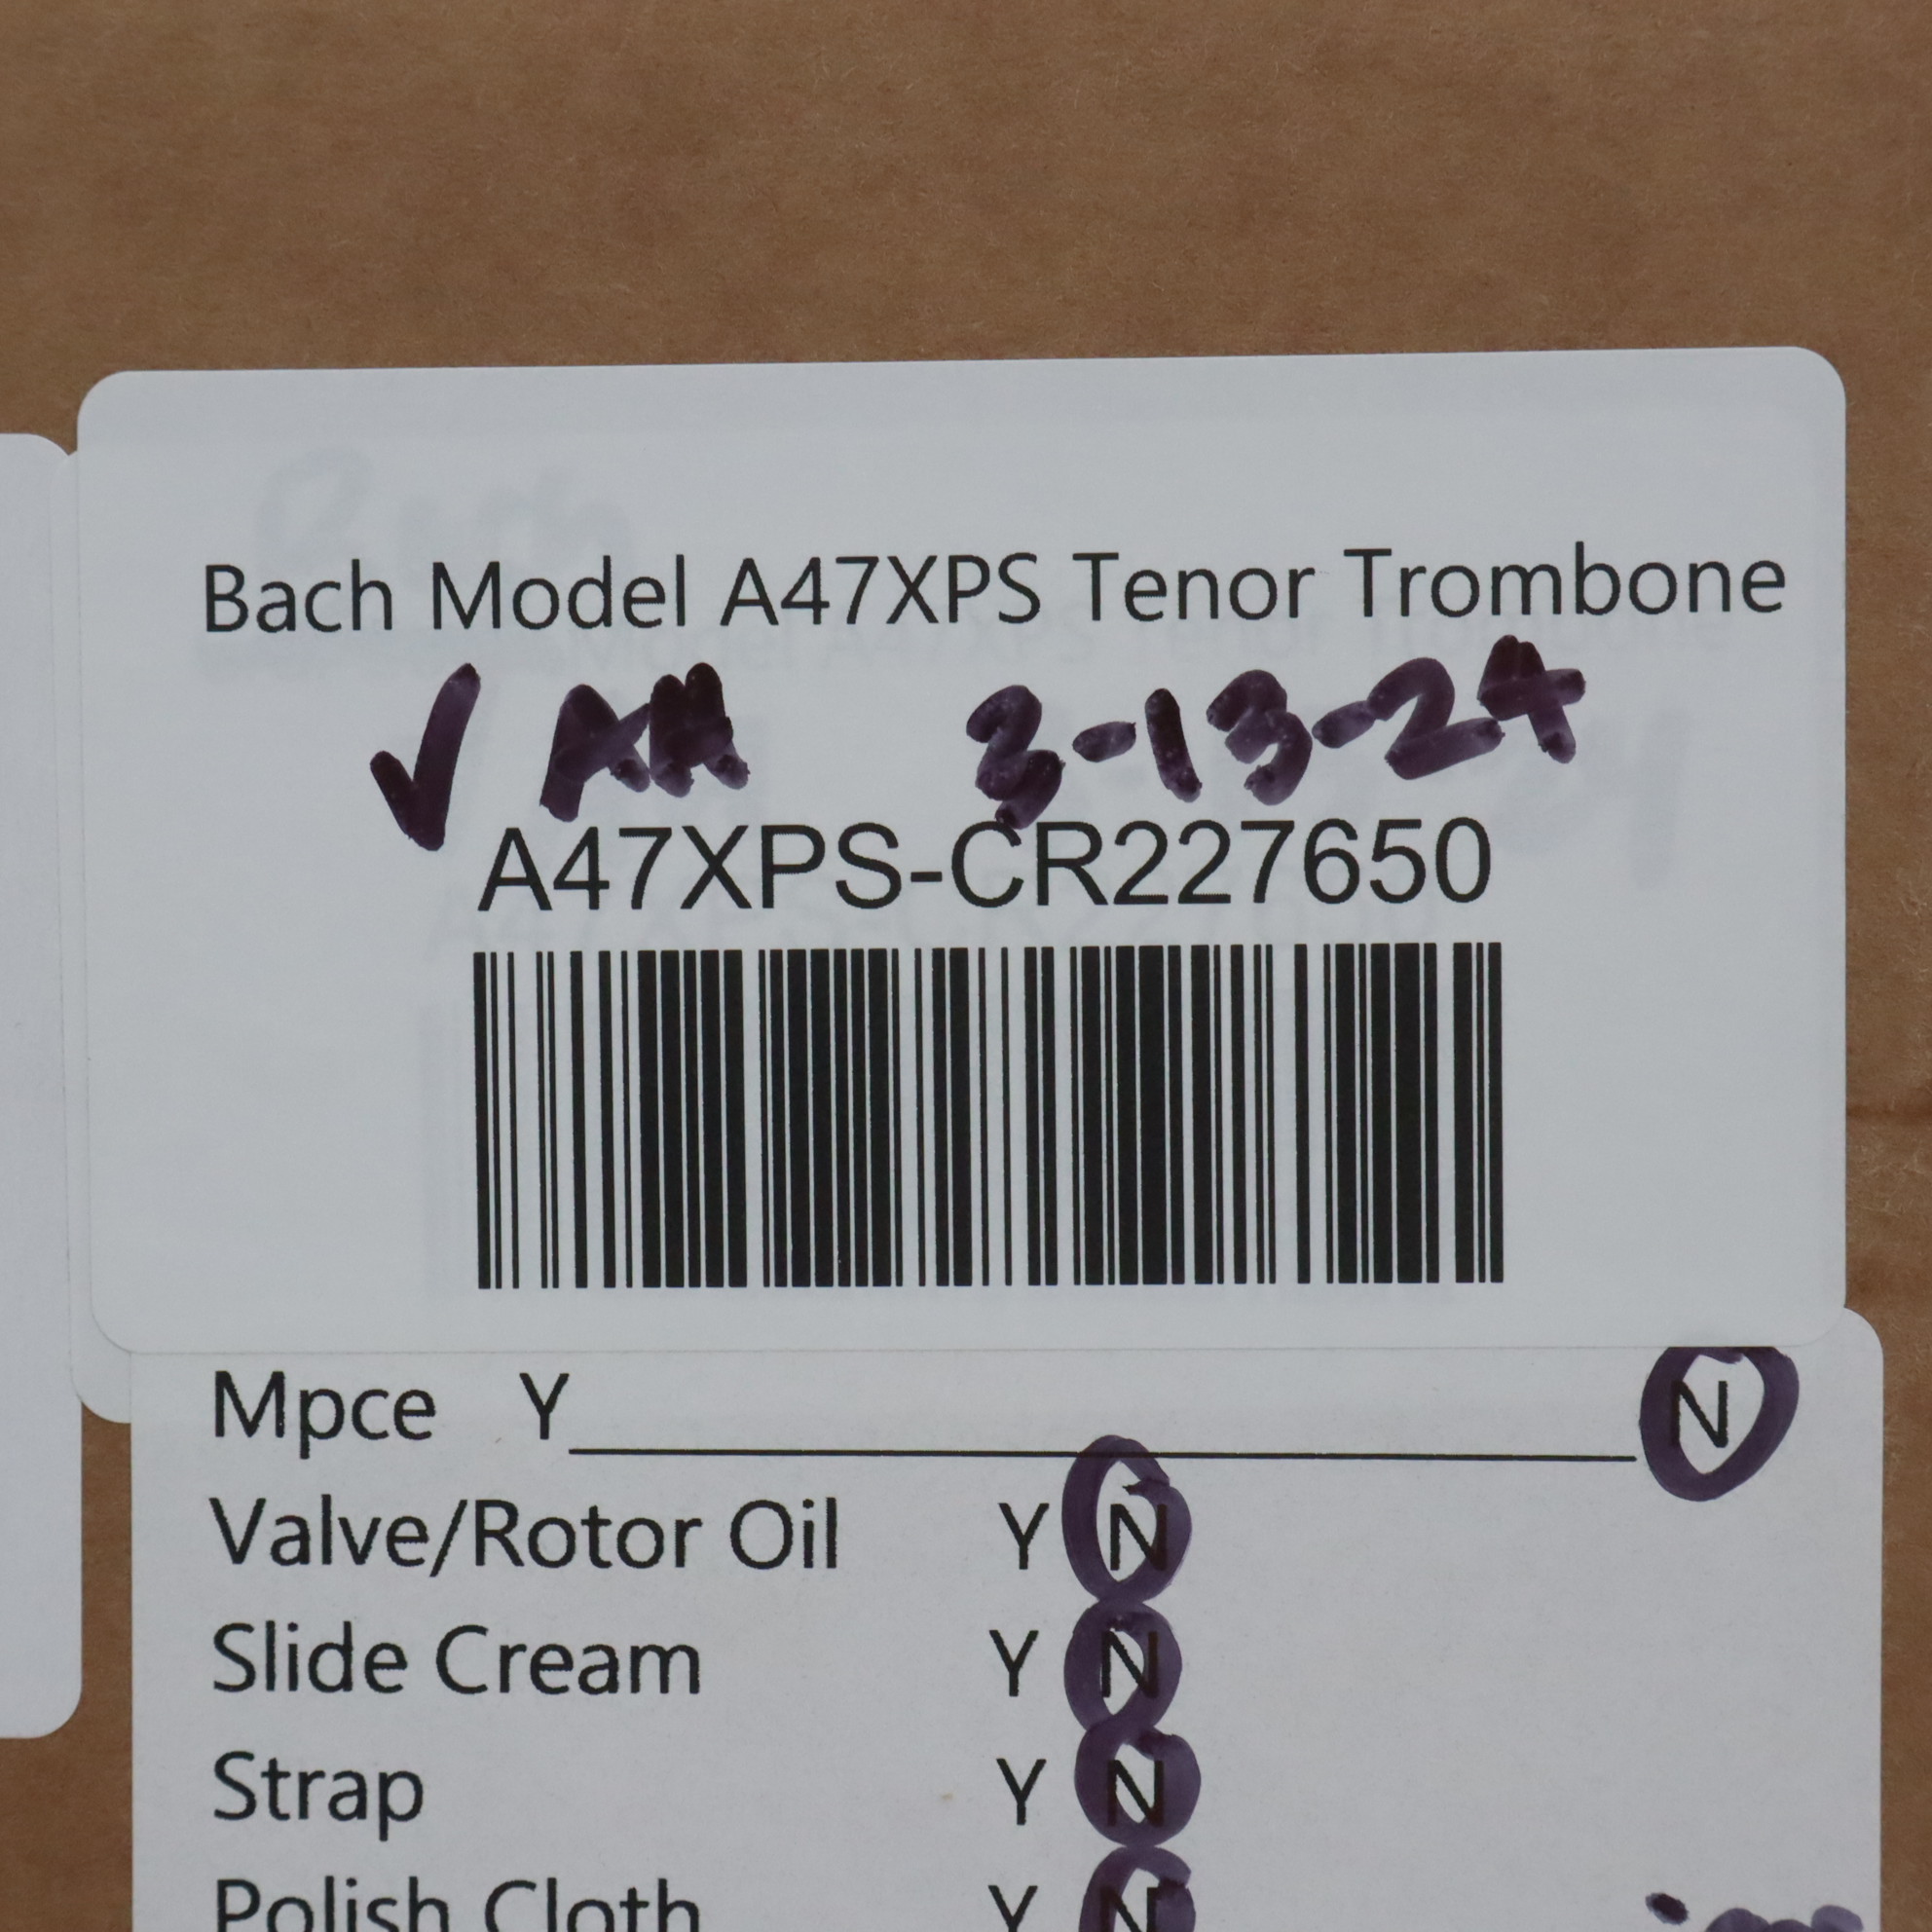 Bach Model A47XPS Tenor Trombone
✓ AH 3-13-24
A47XPS-CR227650
Mpce Y N
Valve/Rotor Oil Y N
Slide Cream Y N
Strap Y N
Polish Cloth Y N